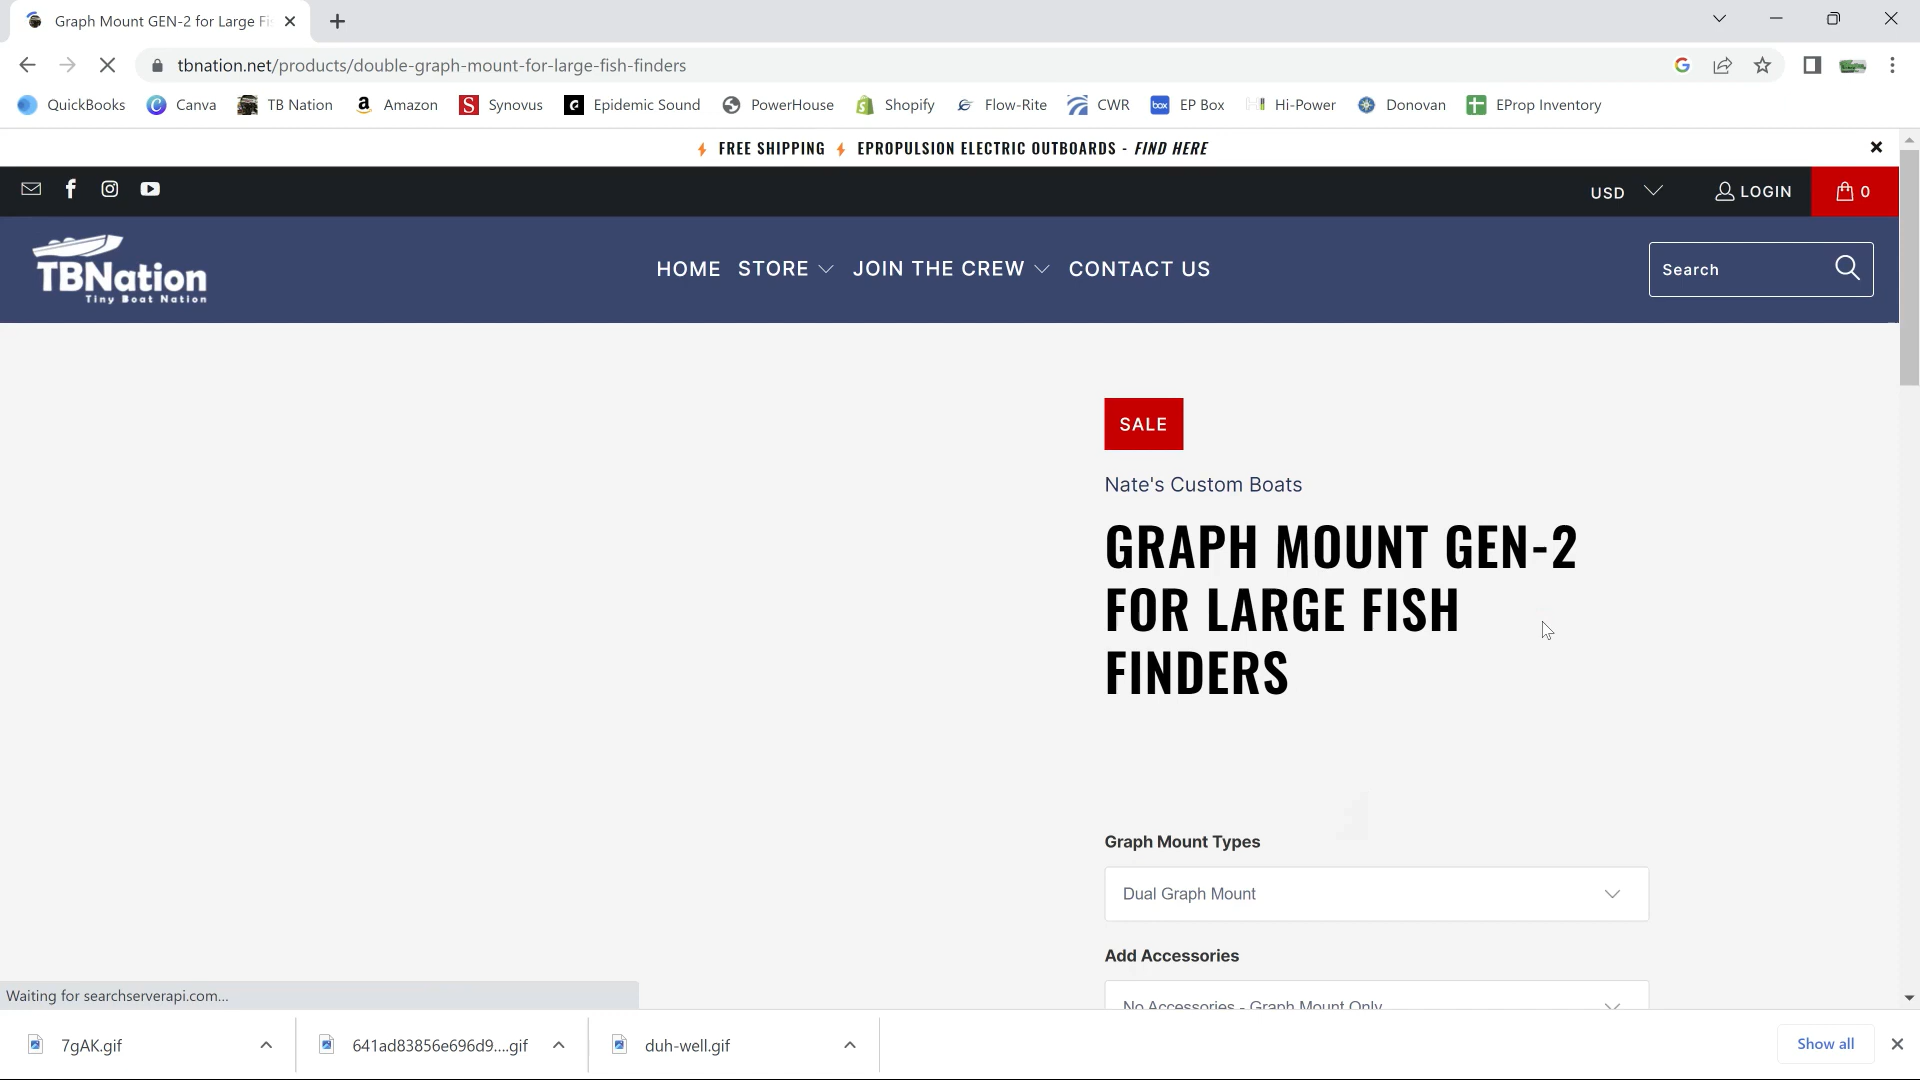 Graph Mount GEN-2 for Large Fis
tbnation.net/products/double-graph-mount-for-large-fish-finders
QuickBooks Canva TB Nation Amazon Synovus Epidemic Sound PowerHouse Shopify Flow-Rite CWR EP Box Hi-Power Donovan EProp Inventory
FREE SHIPPING EPROPULSION ELECTRIC OUTBOARDS - FIND HERE
USD LOGIN 0
TBNation
Tiny Boat Nation
HOME STORE JOIN THE CREW CONTACT US
Search
SALE
Nate's Custom Boats
GRAPH MOUNT GEN-2
FOR LARGE FISH
FINDERS
Graph Mount Types
Dual Graph Mount
Add Accessories
No Accessories - Graph Mount Only
Waiting for searchserverapi.com...
7gAK.gif 641ad83856e696d9....gif duh-well.gif Show all